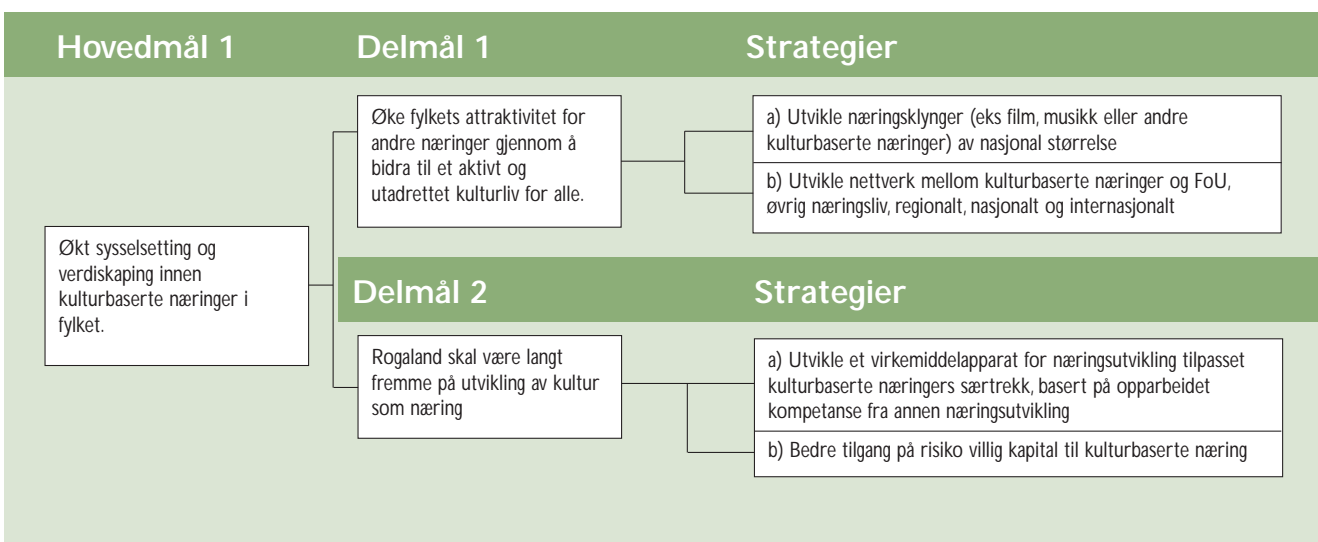 Hovedmål 1
Delmål 1
Strategier
Økt sysselsetting og
verdiskaping innen
kulturbaserte næringer i
fylket.
Øke fylkets attraktivitet for
andre næringer gjennom å
bidra til et aktivt og
utadrettet kulturliv for alle.
a) Utvikle næringsklynger (eks film, musikk eller andre
kulturbaserte næringer) av nasjonal størrelse
b) Utvikle nettverk mellom kulturbaserte næringer og FoU,
øvrig næringsliv, regionalt, nasjonalt og internasjonalt
Delmål 2
Strategier
Rogaland skal være langt
fremme på utvikling av kultur
som næring
a) Utvikle et virkemiddelapparat for næringsutvikling tilpasset
kulturbaserte næringers særtrekk, basert på opparbeidet
kompetanse fra annen næringsutvikling
b) Bedre tilgang på risiko villig kapital til kulturbaserte næring